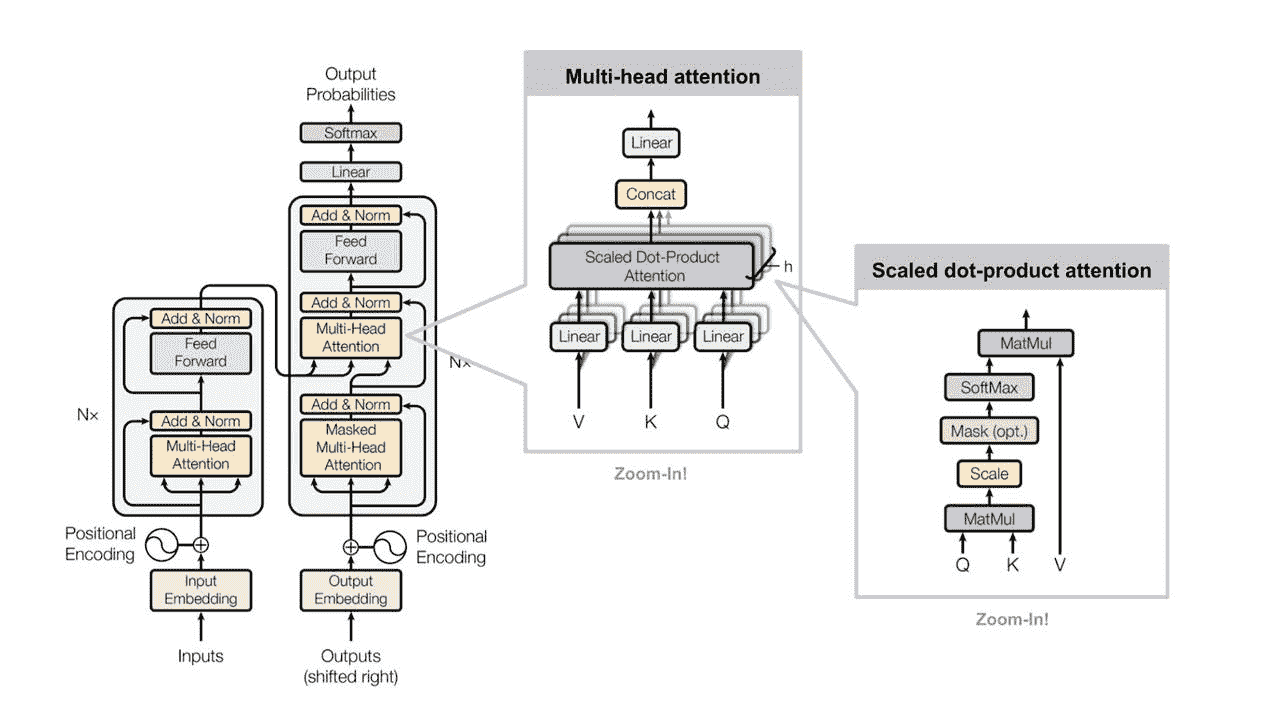 Output
Probabilities
Softmax
Linear
Add & Norm
Feed
Forward
Add & Norm
Multi-Head
Attention
Add & Norm
Masked
Multi-Head
Attention
Nx
Positional
Encoding
Output
Embedding
Outputs
(shifted right)
Add & Norm
Feed
Forward
Nx
Add & Norm
Multi-Head
Attention
Positional
Encoding
Input
Embedding
Inputs
Multi-head attention
Linear
Concat
Scaled Dot-Product
Attention
h
Linear
Linear
Linear
V
K
Q
Zoom-In!
Scaled dot-product attention
MatMul
SoftMax
Mask (opt.)
Scale
MatMul
Q
K
V
Zoom-In!